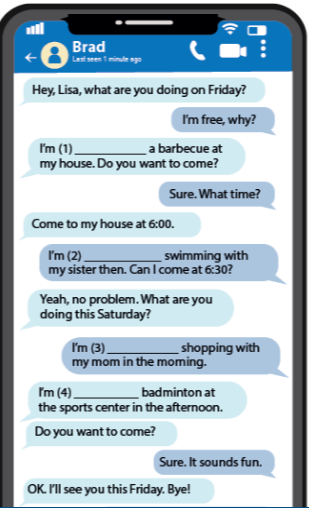 Brad
Last seen 1 minute ago
Hey, Lisa, what are you doing on Friday?
I'm free, why?
I'm (1) __________ a barbecue at
my house. Do you want to come?
Sure. What time?
Come to my house at 6:00.
I'm (2) __________ swimming with
my sister then. Can I come at 6:30?
Yeah, no problem. What are you
doing this Saturday?
I'm (3) __________ shopping with
my mom in the morning.
I'm (4) __________ badminton at
the sports center in the afternoon.
Do you want to come?
Sure. It sounds fun.
OK. I'll see you this Friday. Bye!